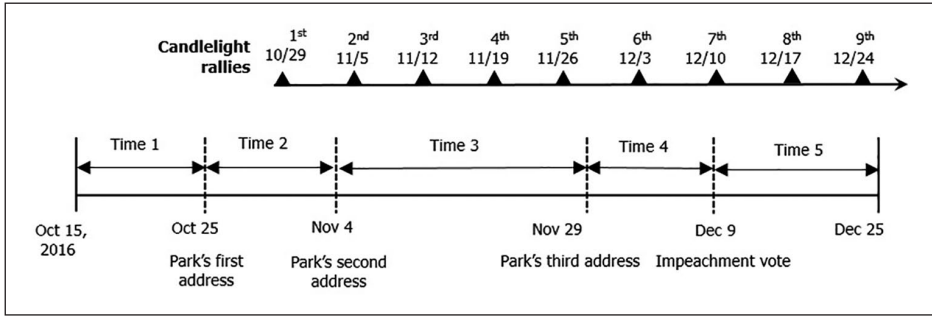 1st 2nd 3rd 4th 5th 6th 7th 8th 9th
Candlelight rallies
10/29 11/5 11/12 11/19 11/26 12/3 12/10 12/17 12/24
Time 1 Time 2 Time 3 Time 4 Time 5
Oct 15, 2016
Oct 25 Nov 4 Nov 29 Dec 9 Dec 25
Park's first address
Park's second address
Park's third address
Impeachment vote